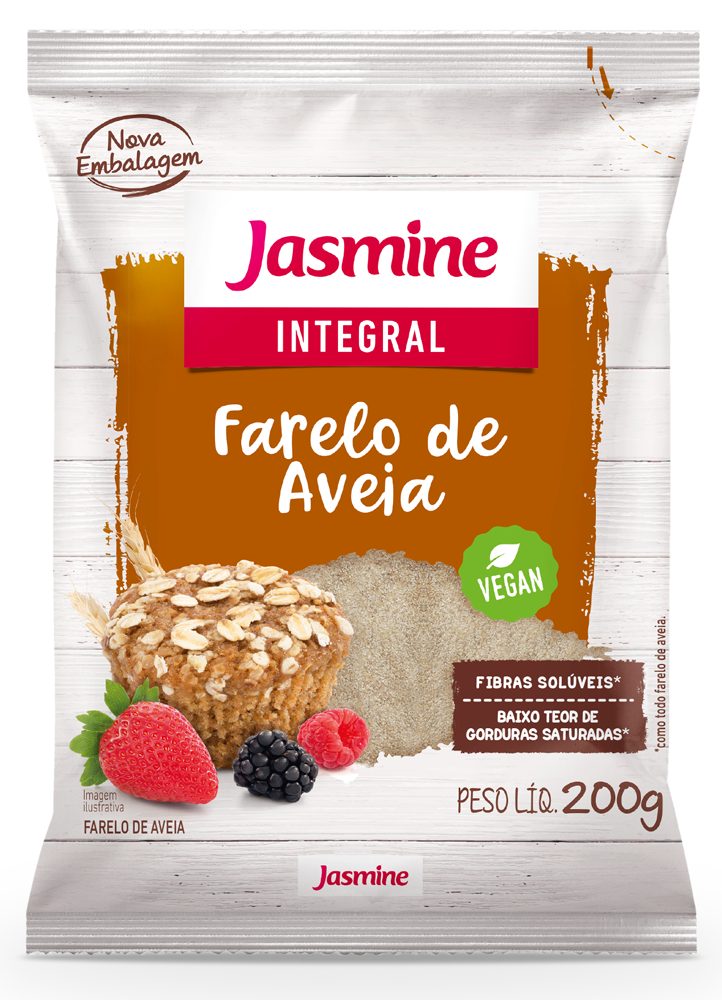 Nova
Embalagem
Jasmine
INTEGRAL
Farelo de
Aveia
VEGAN
FIBRAS SOLÚVEIS*
BAIXO TEOR DE
GORDURAS SATURADAS*
*como todo farelo de aveia.
Imagem
ilustrativa
FARELO DE AVEIA
PESO LÍQ. 200g
Jasmine